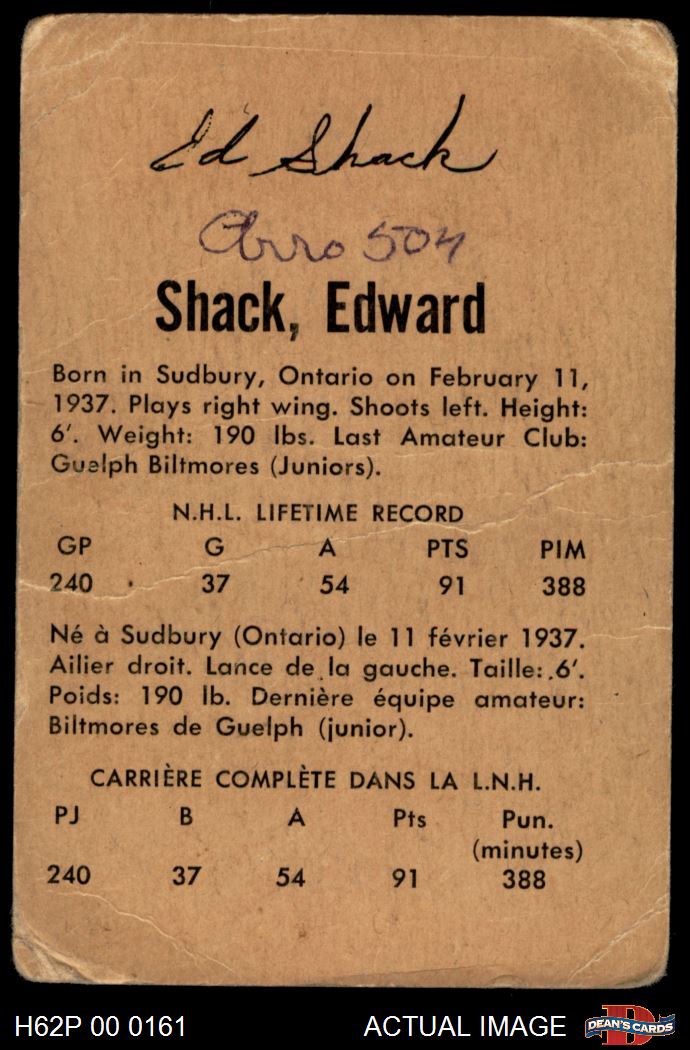 Ed Shack
Arro 504
Shack, Edward
Born in Sudbury, Ontario on February 11,
1937. Plays right wing. Shoots left. Height:
6'. Weight: 190 lbs. Last Amateur Club:
Guelph Biltmores (Juniors).
N.H.L. LIFETIME RECORD
GP G A PTS PIM
240 37 54 91 388
Né à Sudbury (Ontario) le 11 février 1937.
Ailier droit. Lance de la gauche. Taille: 6'.
Poids: 190 lb. Dernière équipe amateur:
Biltmores de Guelph (junior).
CARRIÈRE COMPLÈTE DANS LA L.N.H.
PJ B A Pts Pun.
(minutes)
240 37 54 91 388
H62P 00 0161 ACTUAL IMAGE DEAN'S CARDS